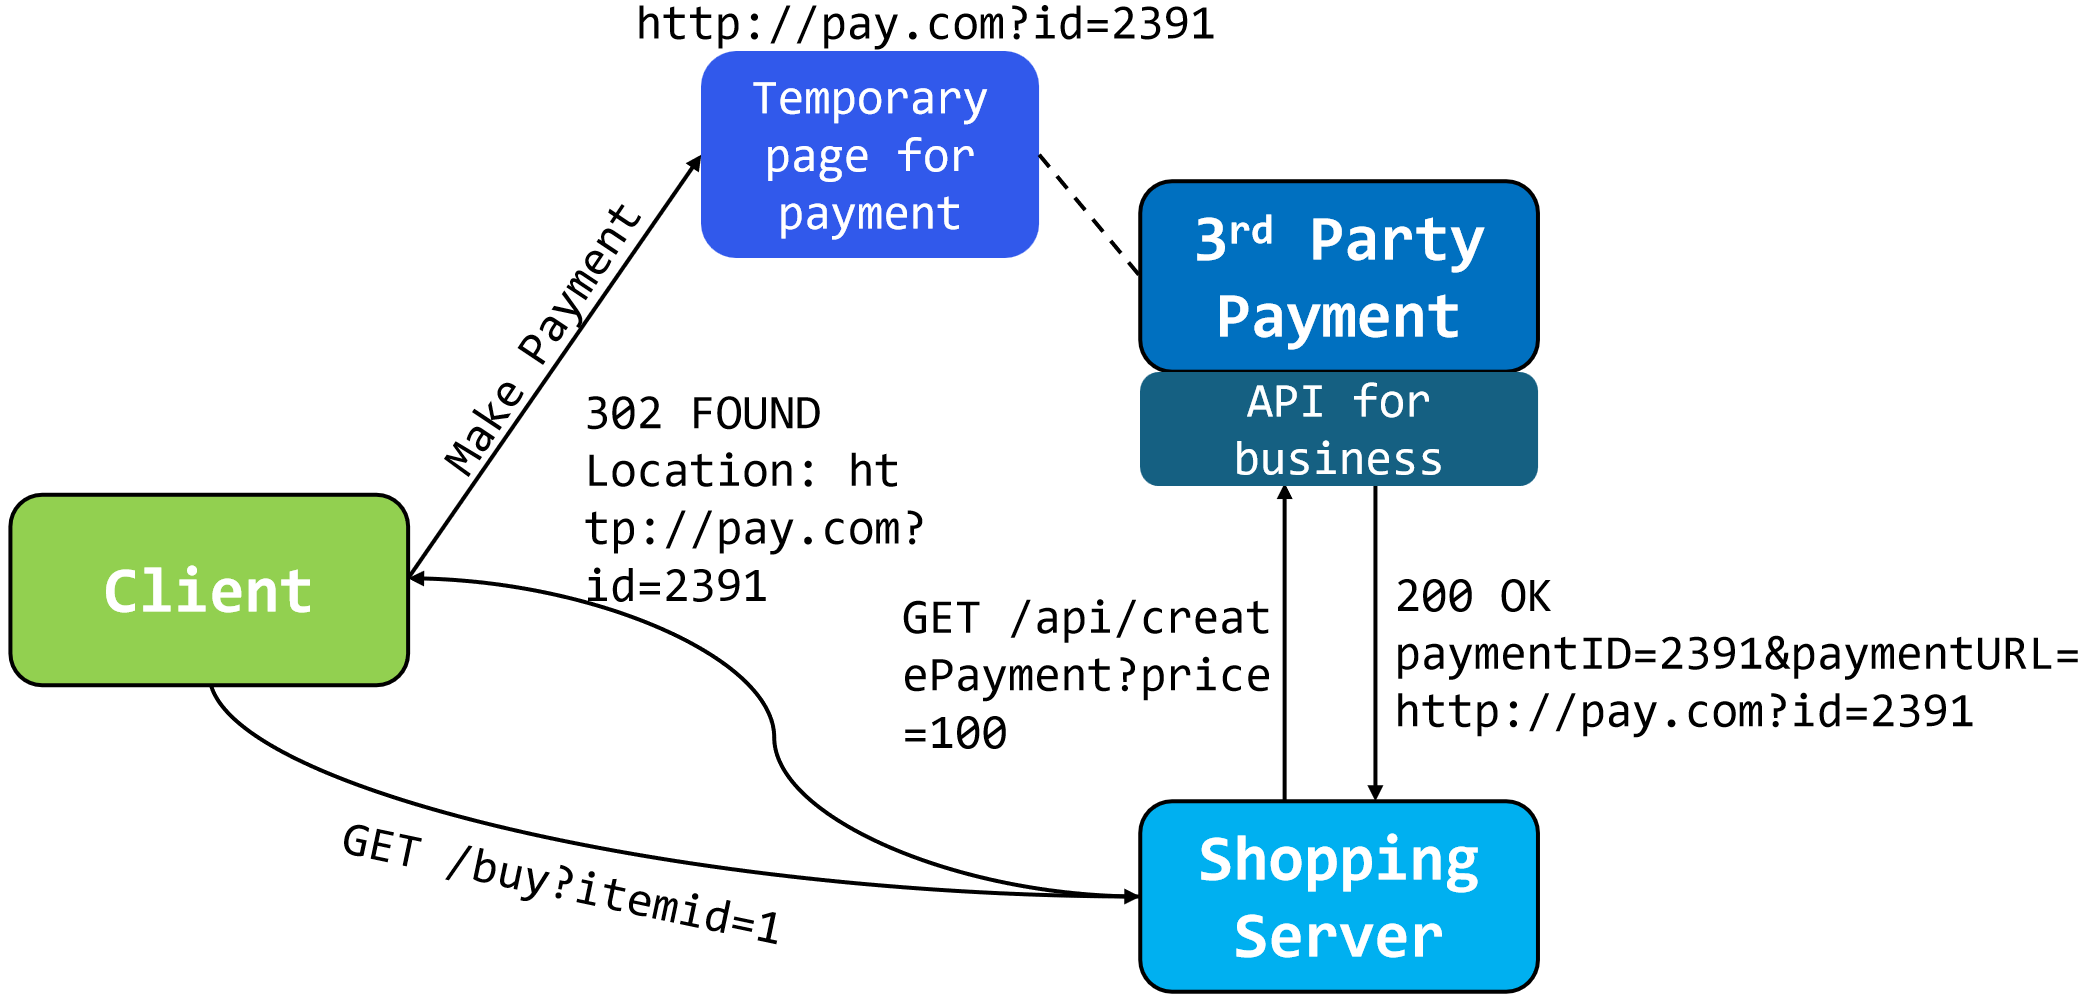 http://pay.com?id=2391
Temporary
page for
payment
3rd Party
Payment
API for
business
Make Payment
302 FOUND
Location: ht
tp://pay.com?
id=2391
Client
GET /api/creat
ePayment?price
=100
200 OK
paymentID=2391&paymentURL=
http://pay.com?id=2391
GET /buy?itemid=1
Shopping
Server